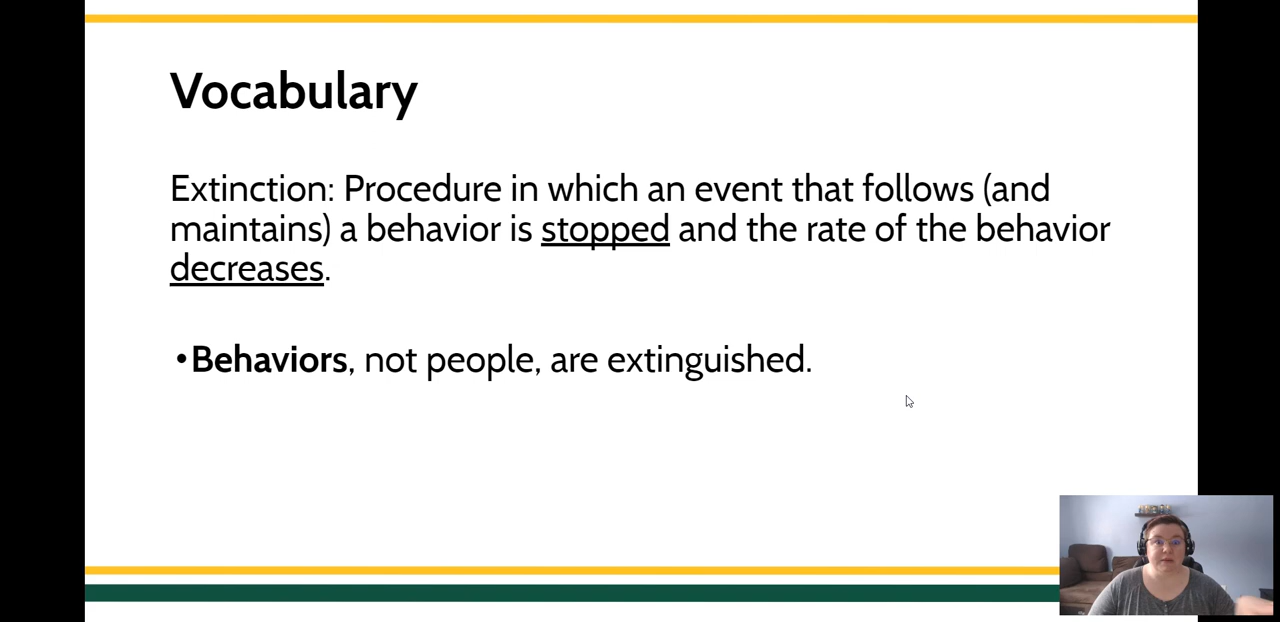 Vocabulary
Extinction: Procedure in which an event that follows (and
maintains) a behavior is stopped and the rate of the behavior
decreases.
•Behaviors, not people, are extinguished.